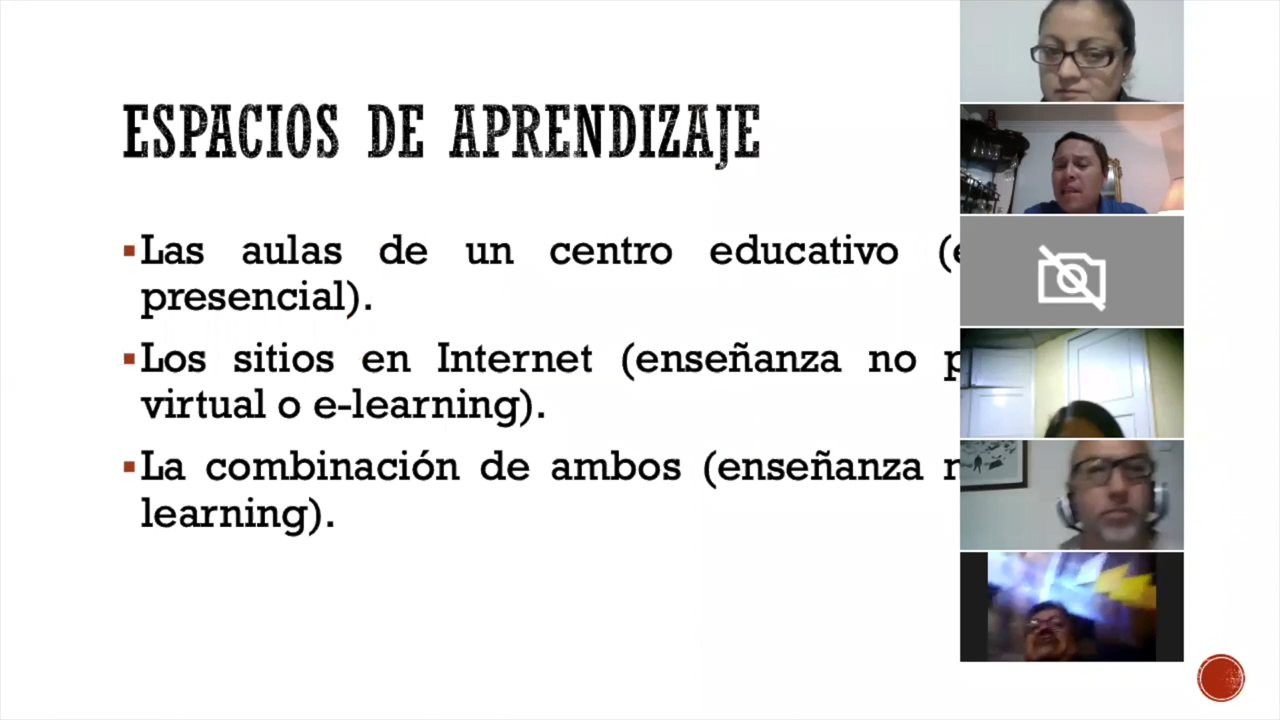 ESPACIOS DE APRENDIZAJE
Las aulas de un centro educativo
presencial).
Los sitios en Internet (enseñanza no
virtual o e-learning).
La combinación de ambos (enseñanza
learning).